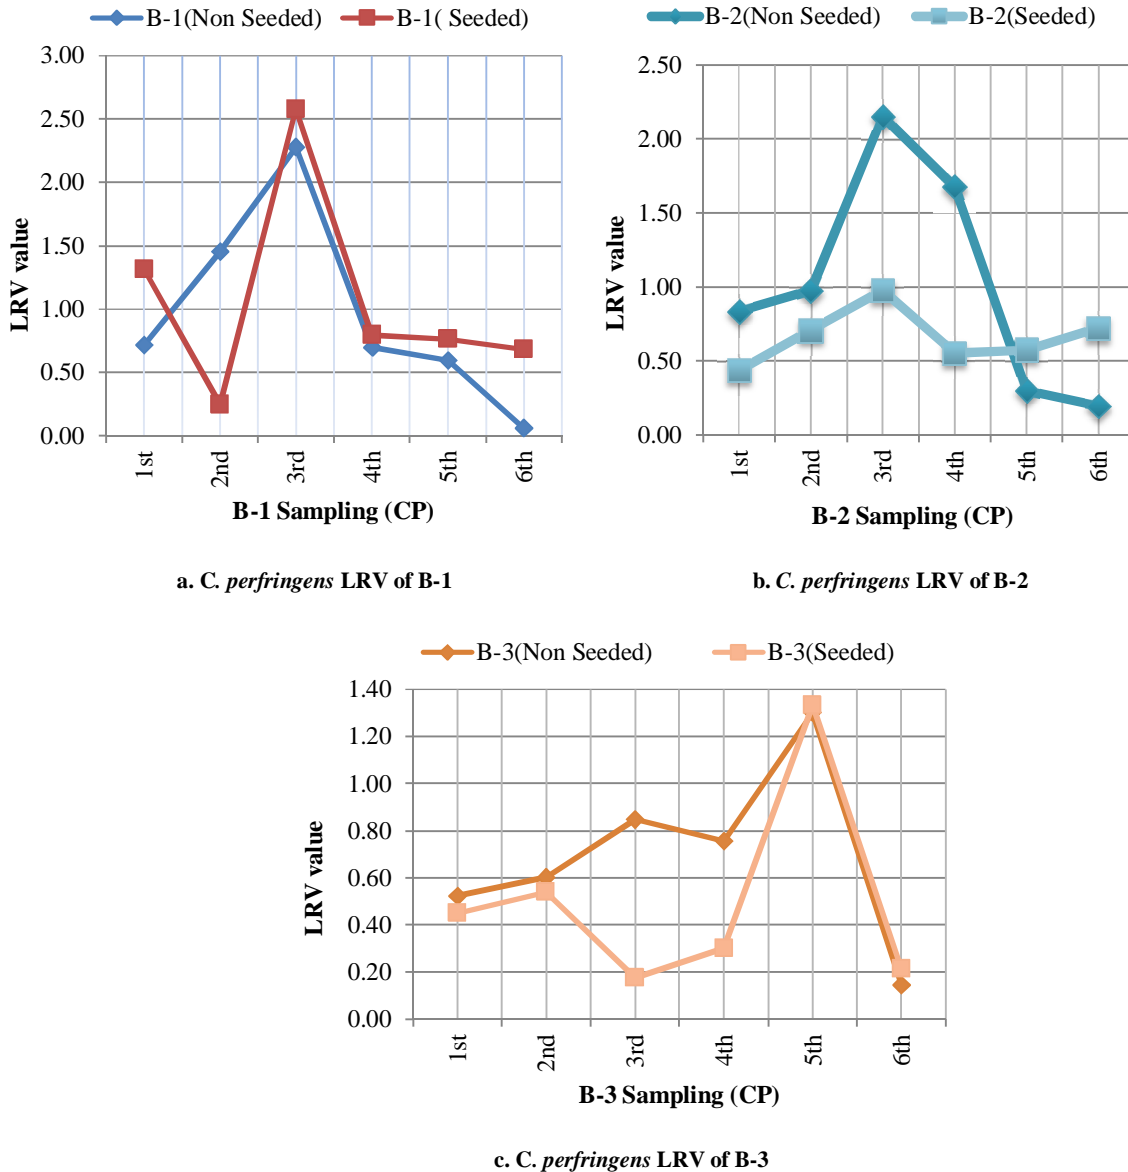 B-1(Non Seeded) B-1( Seeded)
3.00
2.50
2.00
1.50
1.00
0.50
0.00
LRV value
1st 2nd 3rd 4th 5th 6th
B-1 Sampling (CP)
a. C. perfringens LRV of B-1
B-2(Non Seeded) B-2(Seeded)
2.50
2.00
1.50
1.00
0.50
0.00
LRV value
1st 2nd 3rd 4th 5th 6th
B-2 Sampling (CP)
b. C. perfringens LRV of B-2
B-3(Non Seeded) B-3(Seeded)
1.40
1.20
1.00
0.80
0.60
0.40
0.20
0.00
LRV value
1st 2nd 3rd 4th 5th 6th
B-3 Sampling (CP)
c. C. perfringens LRV of B-3